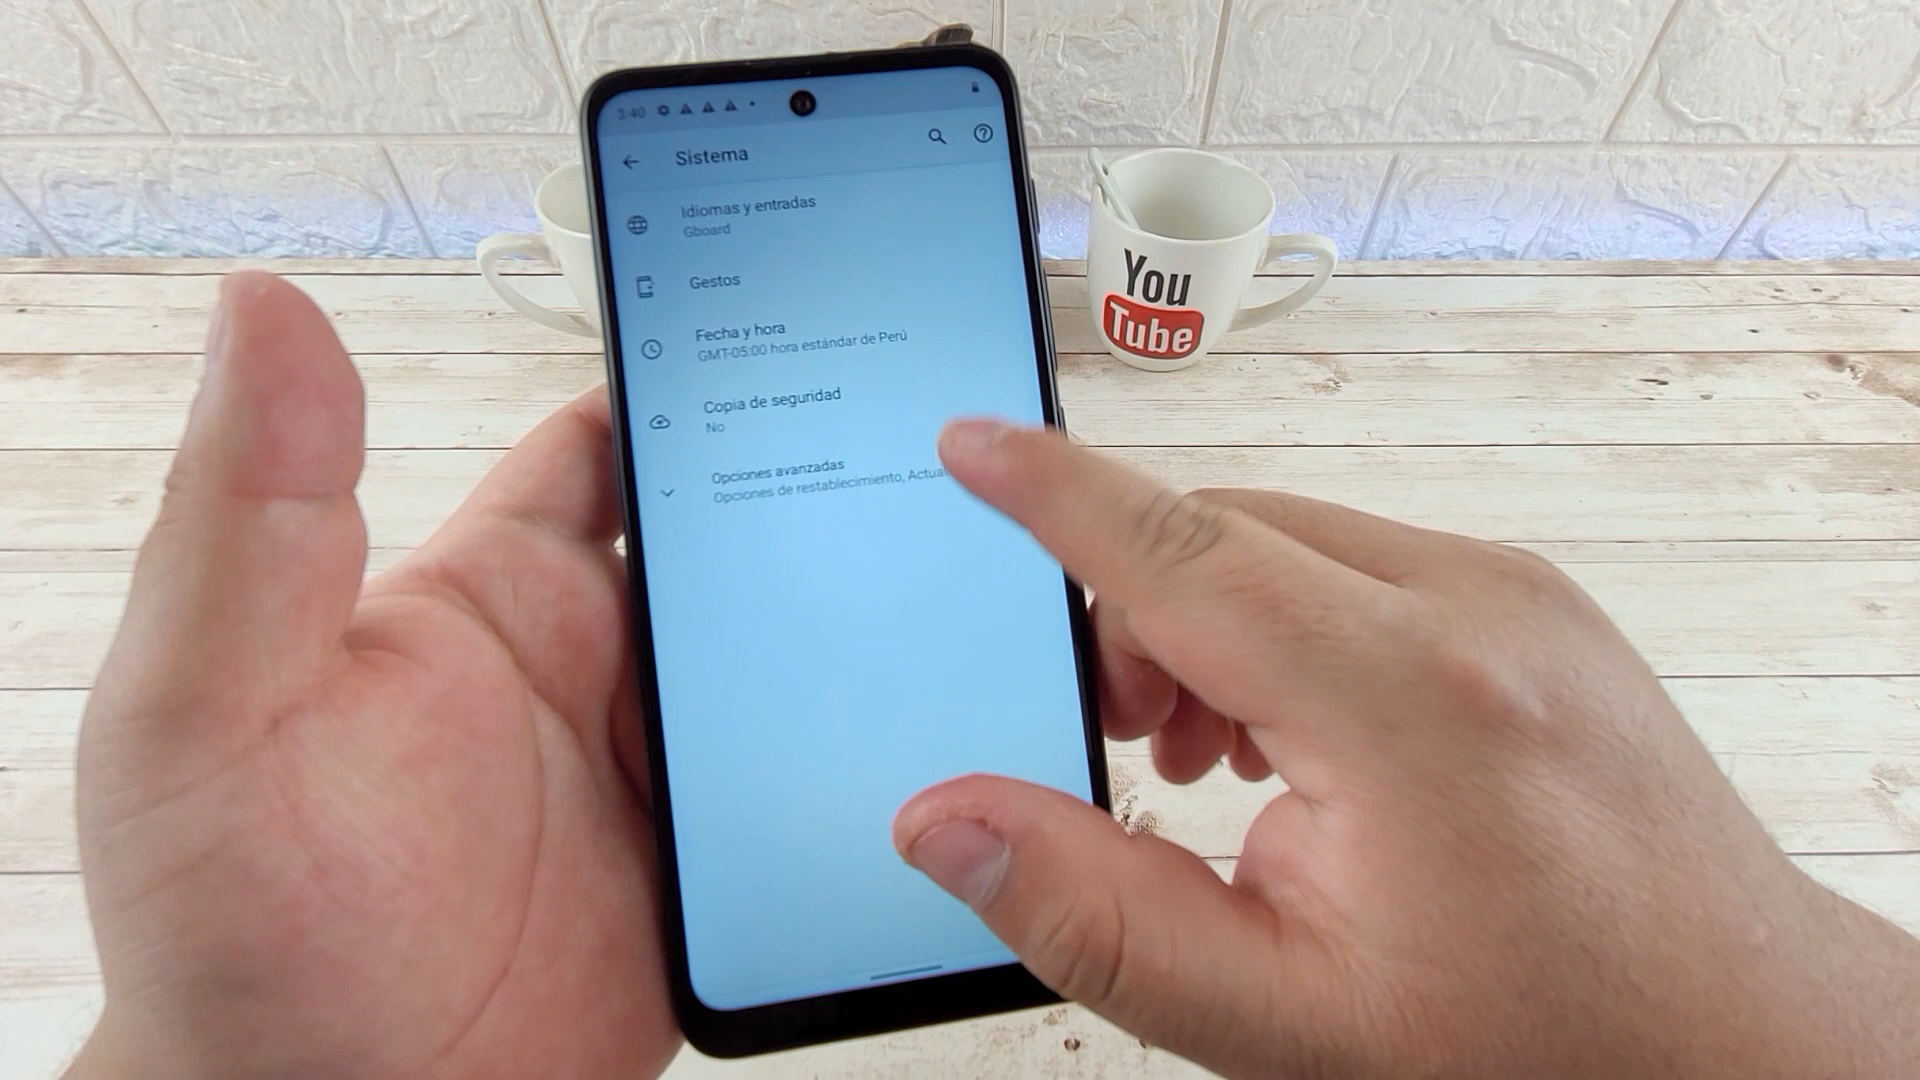 3:40
Sistema
Idiomas y entradas
Gboard
Gestos
Fecha y hora
GMT-05:00 hora estándar de Perú
Copia de seguridad
No
Opciones avanzadas
Opciones de restablecimiento, Actua
You
Tube